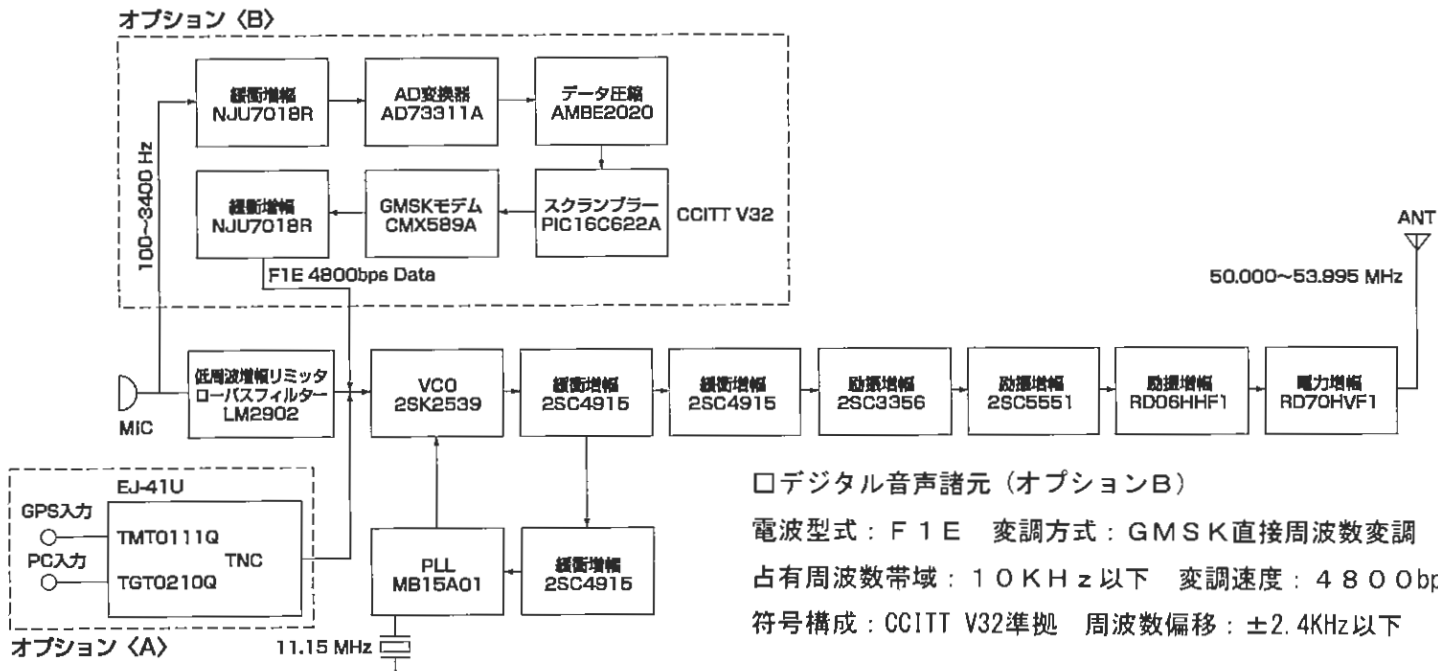 オプション〈B〉
緩衝増幅
NJU7018R
AD変換器
AD73311A
データ圧縮
AMBE2020
100~3400 Hz
緩衝増幅
NJU7018R
GMSKモデム
CMX589A
スクランブラー
PIC16C622A
CCITT V32
F1E 4800bps Data
ANT
50.000~53.995 MHz
MIC
低周波増幅リミッタ
ローパスフィルター
LM2902
VCO
2SK2539
緩衝増幅
2SC4915
緩衝増幅
2SC4915
励振増幅
2SC3356
励振増幅
2SC5551
励振増幅
RD06HHF1
電力増幅
RD70HVF1
EJ-41U
GPS入力
TMT0111Q
PC入力
TNC
TGT0210Q
オプション〈A〉
PLL
MB15A01
緩衝増幅
2SC4915
11.15 MHz
□デジタル音声諸元（オプションB）
電波型式：F1E 変調方式：GMSK直接周波数変調
占有周波数帯域：10KHz以下 変調速度：4800bp
符号構成：CCITT V32準拠 周波数偏移：±2.4KHz以下